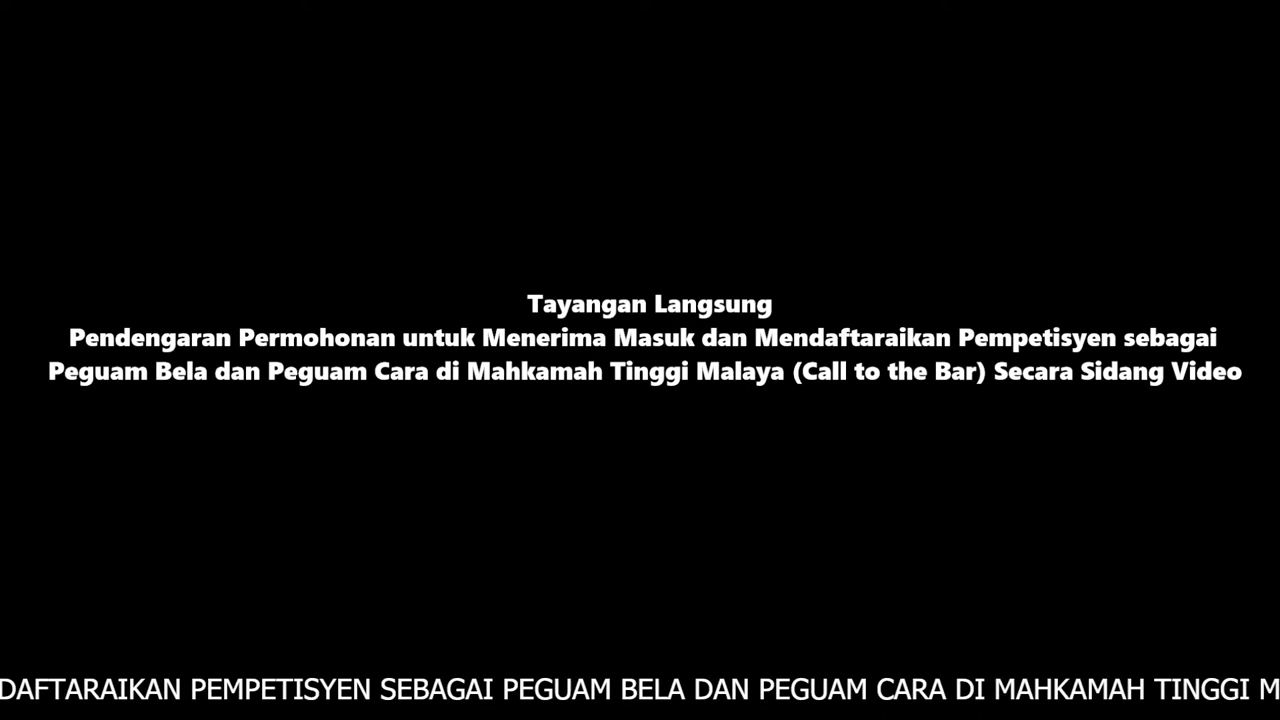 Tayangan Langsung
Pendengaran Permohonan untuk Menerima Masuk dan Mendaftaraikan Pempetisyen sebagai
Peguam Bela dan Peguam Cara di Mahkamah Tinggi Malaya (Call to the Bar) Secara Sidang Video
DAFTARAIKAN PEMPETISYEN SEBAGAI PEGUAM BELA DAN PEGUAM CARA DI MAHKAMAH TINGGI M